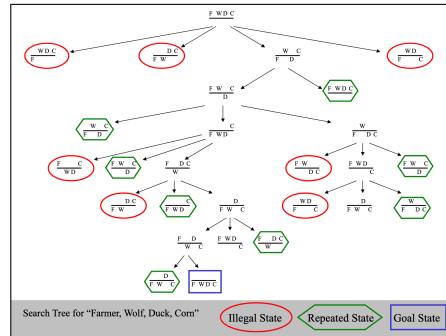 F W D C
W D C
F
D C
F W
W C
F D
W D
F C
F W C
D
F W D C
W C
F D
C
F W D
W
F D C
F C
W D
F W C
D
F D C
W
F W
D C
F W D
C
F W C
D
D C
F W
C
F W D
D
F W C
W D
F C
D
F W C
W
F D C
F D
W C
F W D
C
F D C
W
D
F W C
F W D C
Search Tree for "Farmer, Wolf, Duck, Corn"
Illegal State
Repeated State
Goal State